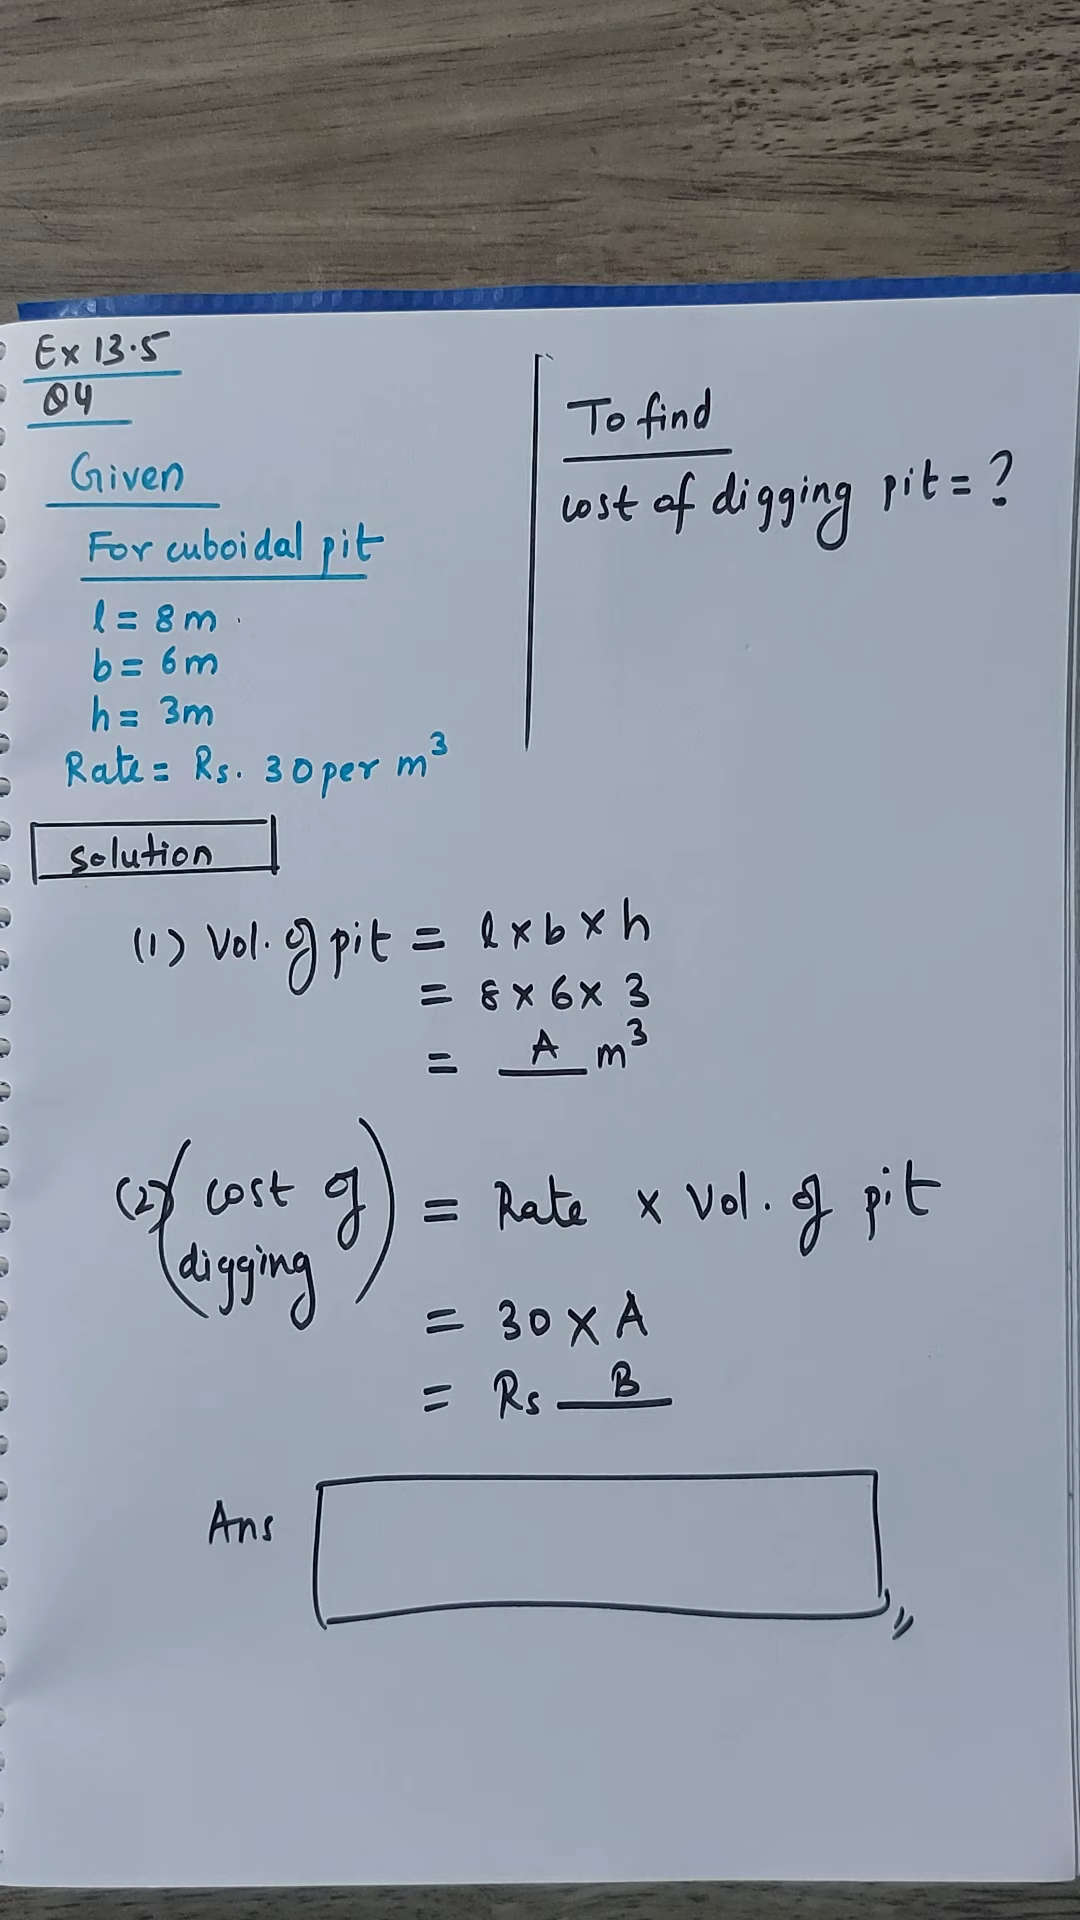 Ex 13.5
Q4
Given
For cuboidal pit
l = 8m
b = 6m
h = 3m
Rate = Rs. 30 per m³
To find
cost of digging pit = ?
Solution
(1) Vol. of pit = l × b × h
= 8 × 6 × 3
= A m³
(2) (cost of digging) = Rate × Vol. of pit
= 30 × A
= Rs B
Ans